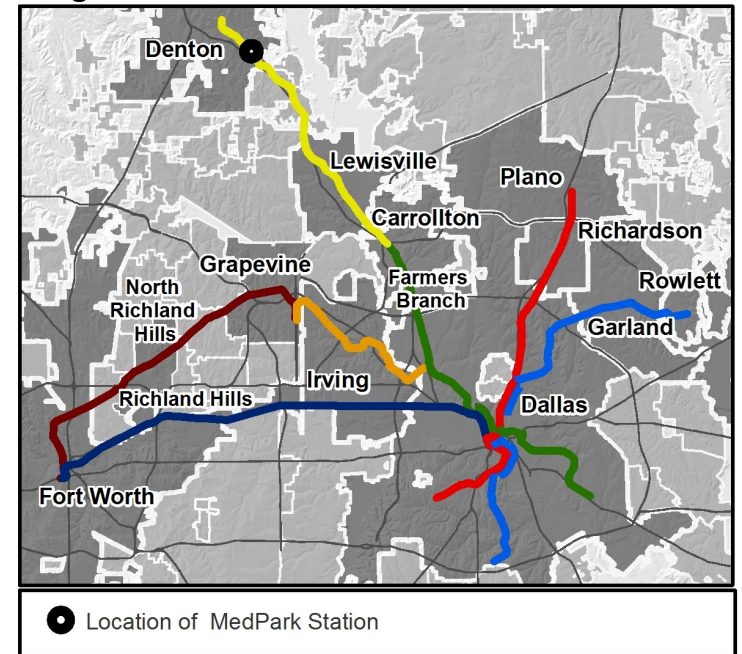 Denton
Lewisville
Plano
Carrollton
Richardson
Grapevine
Farmers
Branch
Rowlett
North
Richland
Hills
Garland
Irving
Richland Hills
Dallas
Fort Worth
Location of MedPark Station